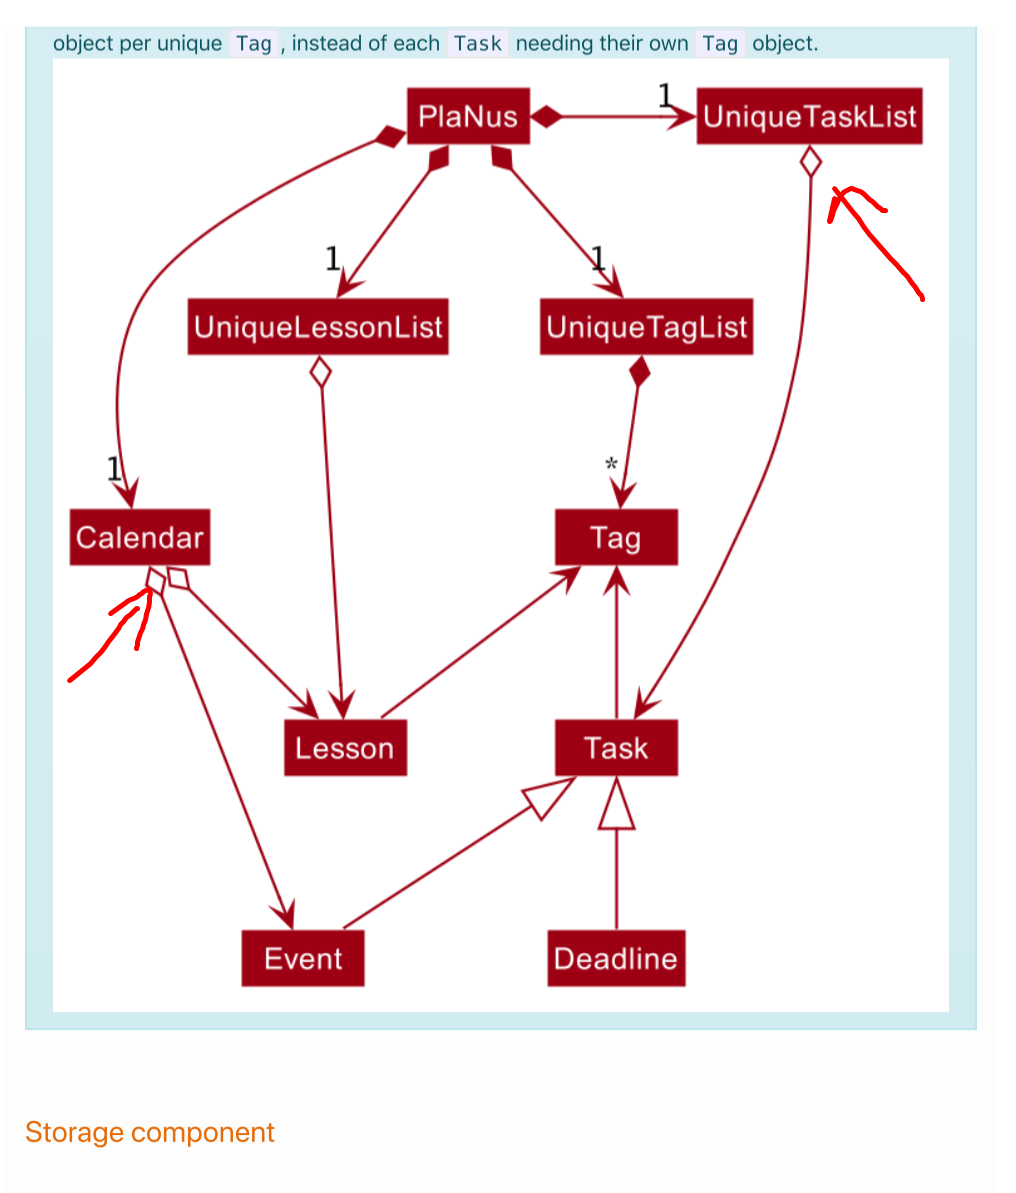 object per unique Tag , instead of each Task needing their own Tag object.
1
PlaNus
UniqueTaskList
1
1
UniqueLessonList
UniqueTagList
1
*
Calendar
Tag
Lesson
Task
Event
Deadline
Storage component